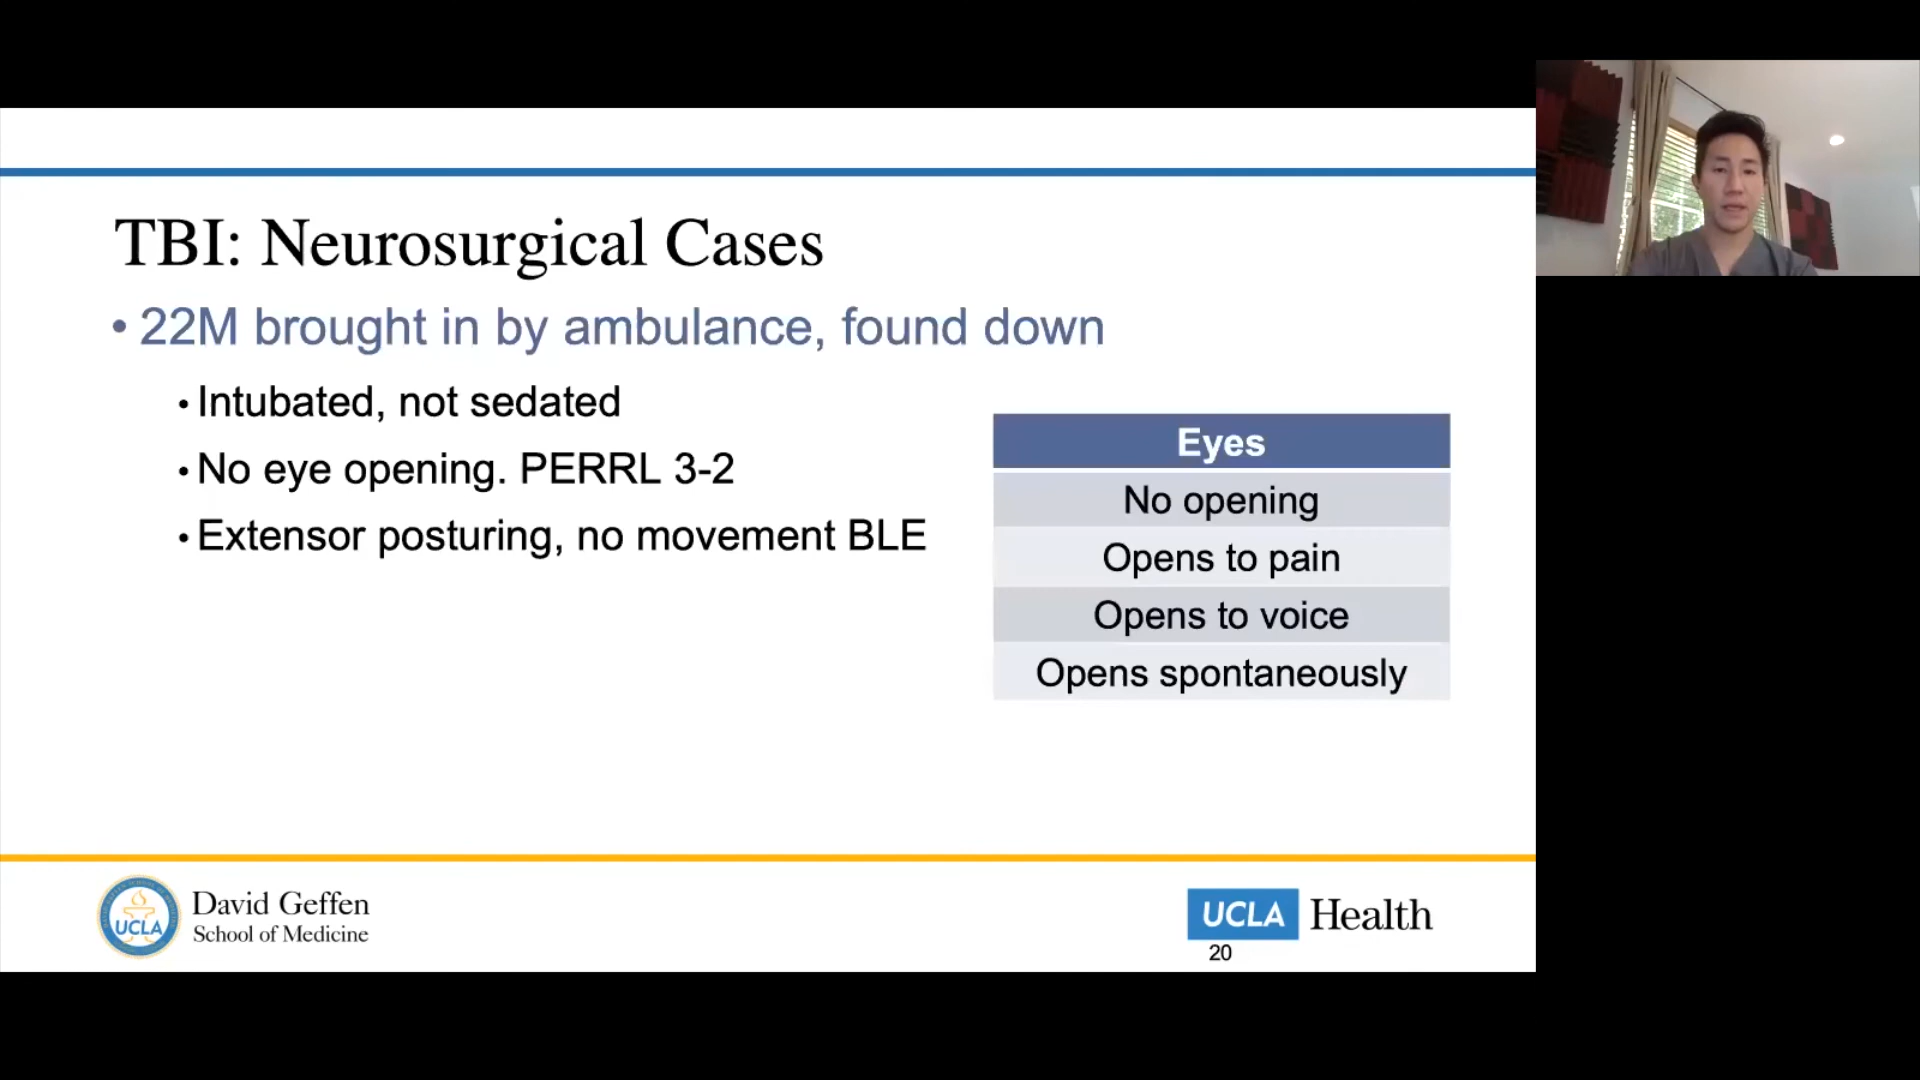 TBI: Neurosurgical Cases
• 22M brought in by ambulance, found down
• Intubated, not sedated
• No eye opening. PERRL 3-2
• Extensor posturing, no movement BLE
Eyes
No opening
Opens to pain
Opens to voice
Opens spontaneously
UCLA
David Geffen
School of Medicine
UCLA Health
20